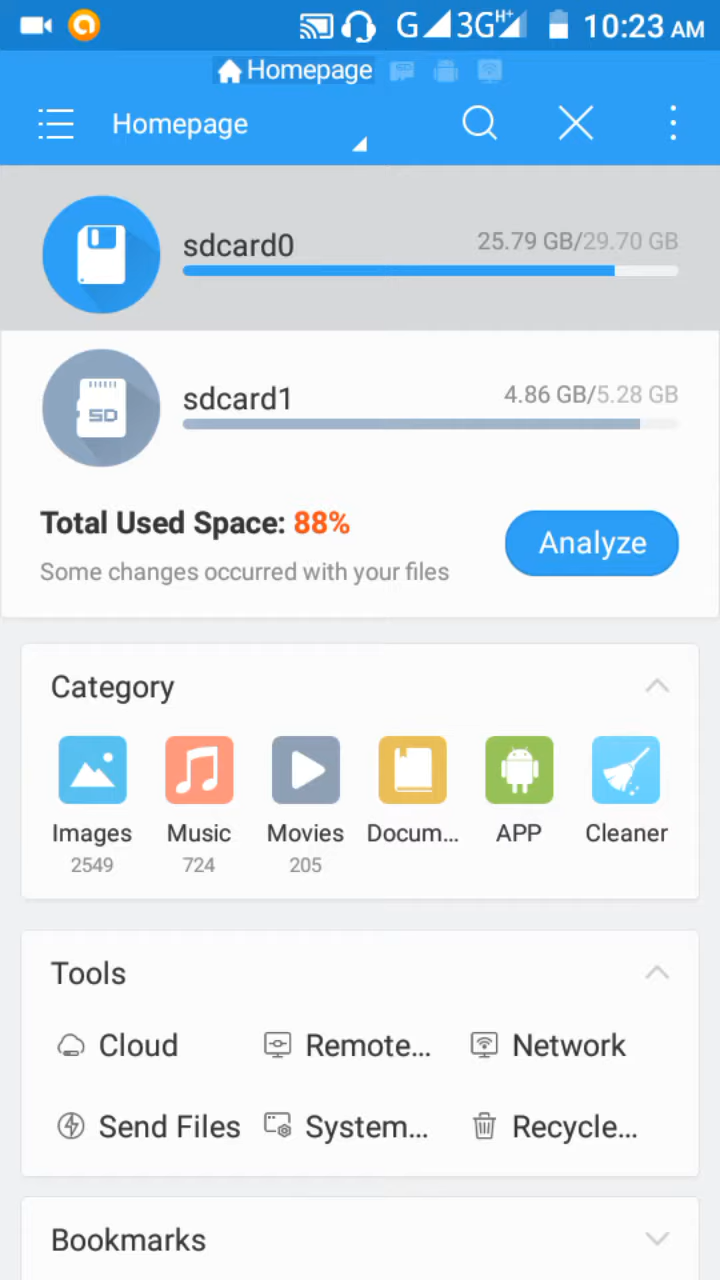 G 3G H+ 10:23 AM
Homepage
Homepage
sdcard0 25.79 GB/29.70 GB
SD sdcard1 4.86 GB/5.28 GB
Total Used Space: 88%
Analyze
Some changes occurred with your files
Category
Images Music Movies Docum... APP Cleaner
2549 724 205
Tools
Cloud Remote... Network
Send Files System... Recycle...
Bookmarks